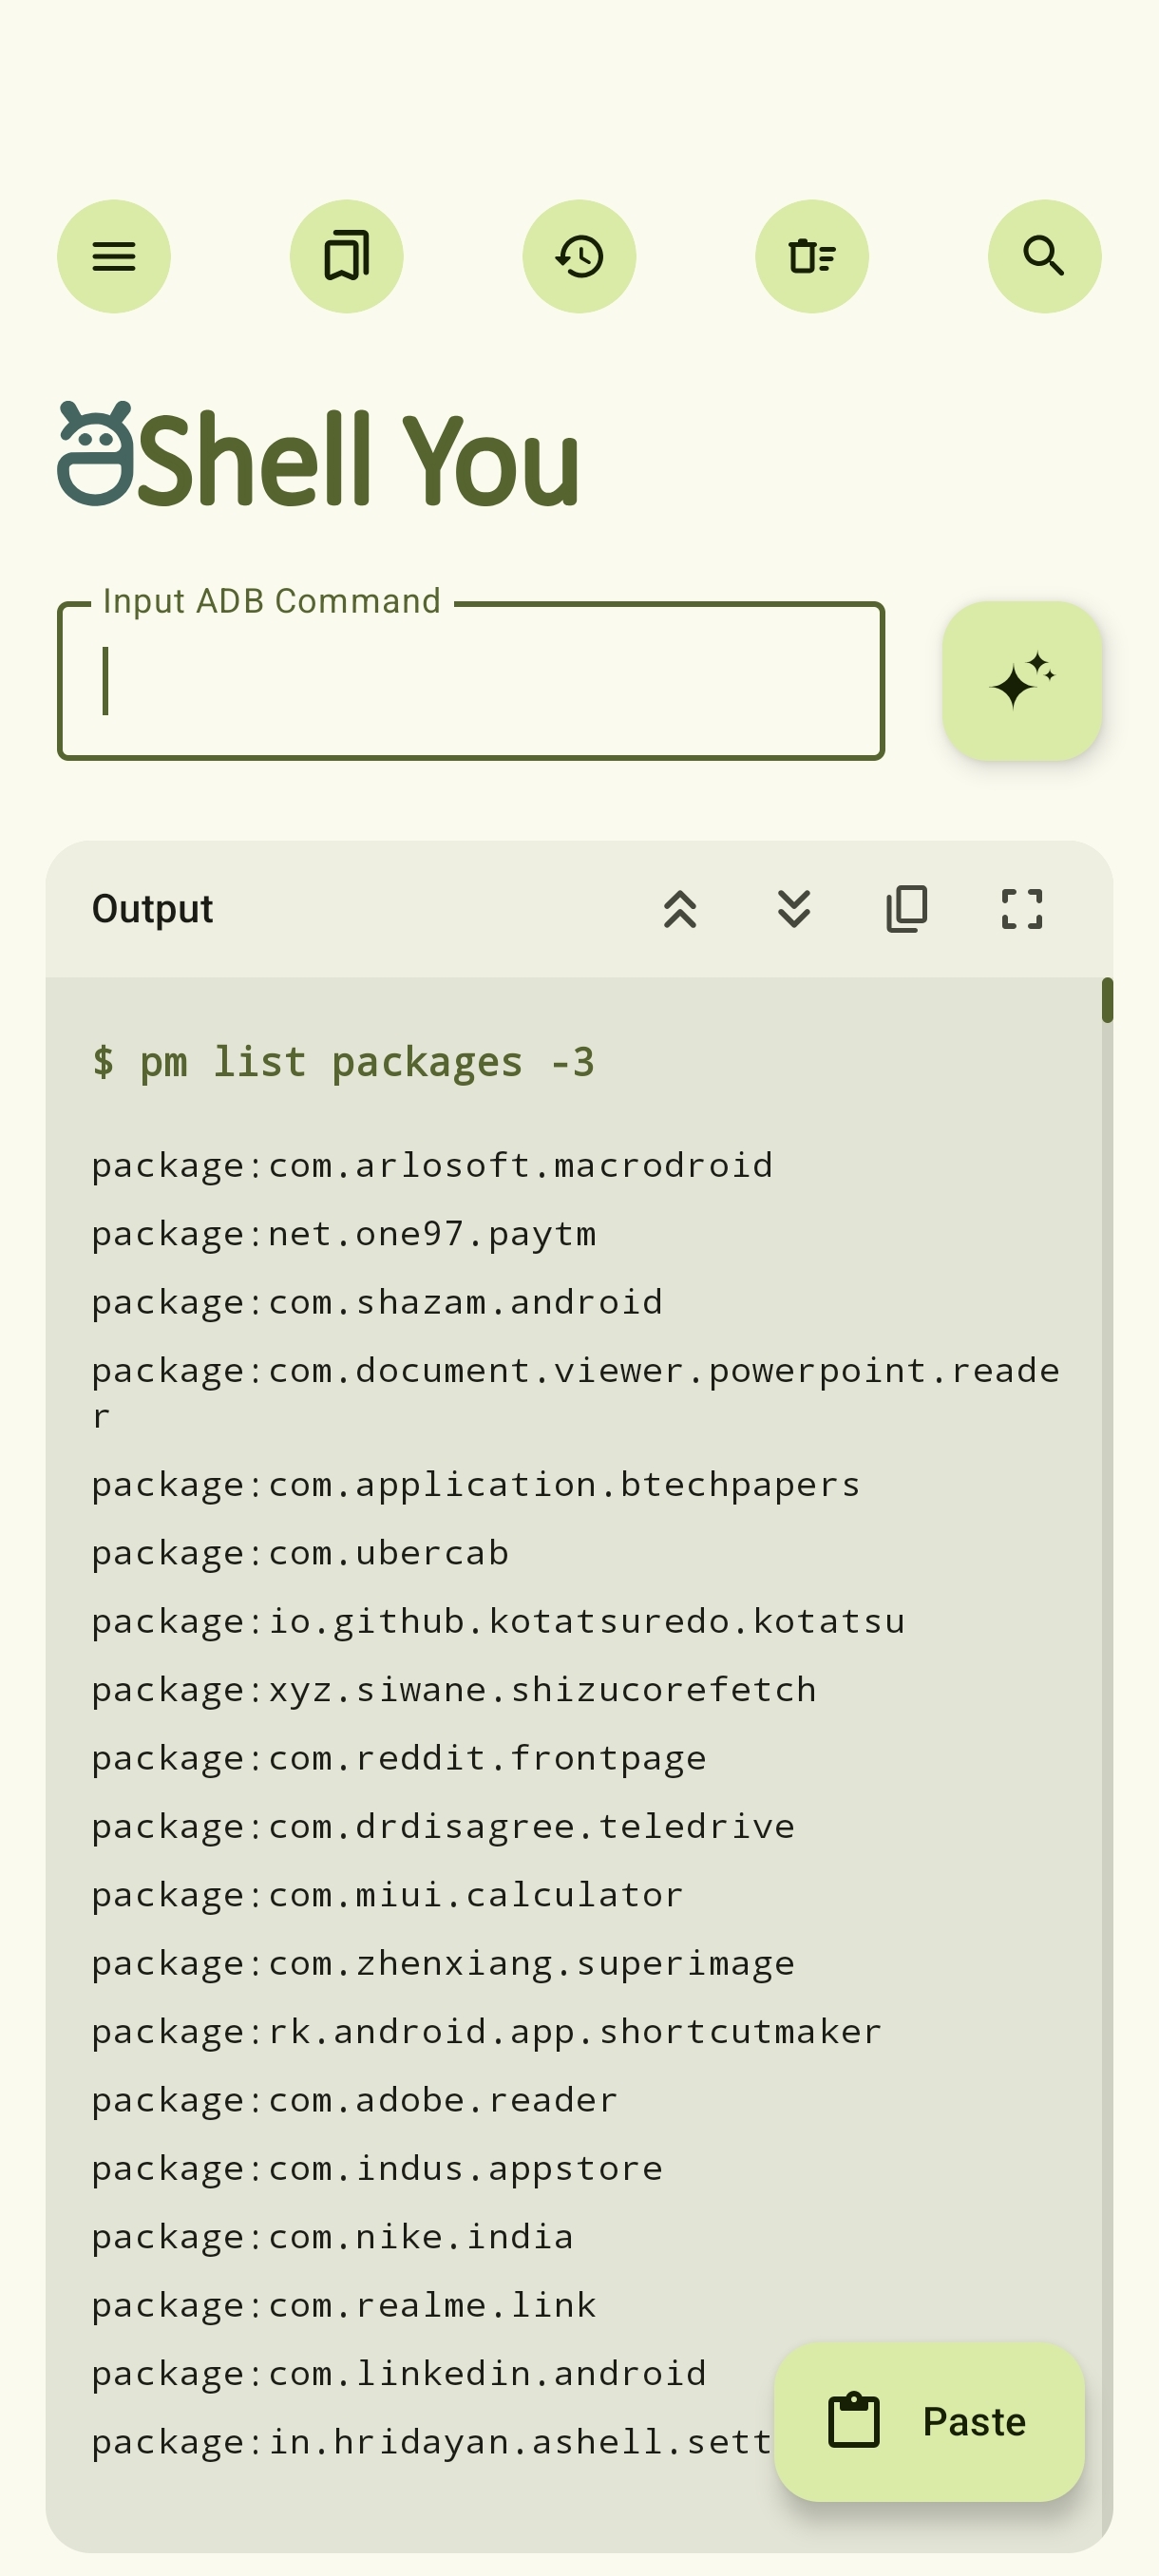 aShell You
Input ADB Command
Output
$ pm list packages -3
package:com.arlosoft.macrodroid
package:net.one97.paytm
package:com.shazam.android
package:com.document.viewer.powerpoint.reade
r
package:com.application.btechpapers
package:com.ubercab
package:io.github.kotatsuredo.kotatsu
package:xyz.siwane.shizucorefetch
package:com.reddit.frontpage
package:com.drdisagree.teledrive
package:com.miui.calculator
package:com.zhenxiang.superimage
package:rk.android.app.shortcutmaker
package:com.adobe.reader
package:com.indus.appstore
package:com.nike.india
package:com.realme.link
package:com.linkedin.android
package:in.hridayan.ashell.sett
Paste